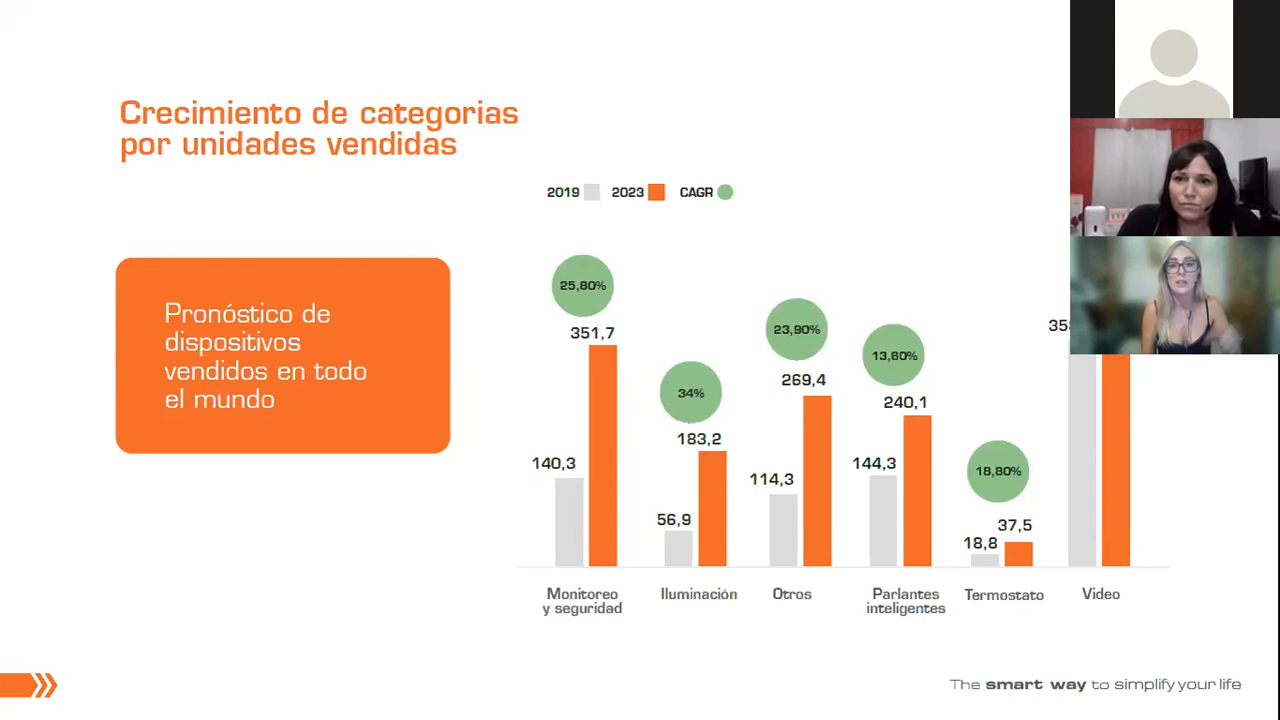 Crecimiento de categorias
por unidades vendidas
2019 2023 CAGR
Pronóstico de
dispositivos
vendidos en todo
el mundo
25,80%
351,7
140,3
34%
183,2
56,9
23,90%
269,4
114,3
13,60%
240,1
144,3
18,80%
37,5
18,8
Monitoreo
y seguridad
Iluminación
Otros
Parlantes
inteligentes
Termostato
Video
The smart way to simplify your life